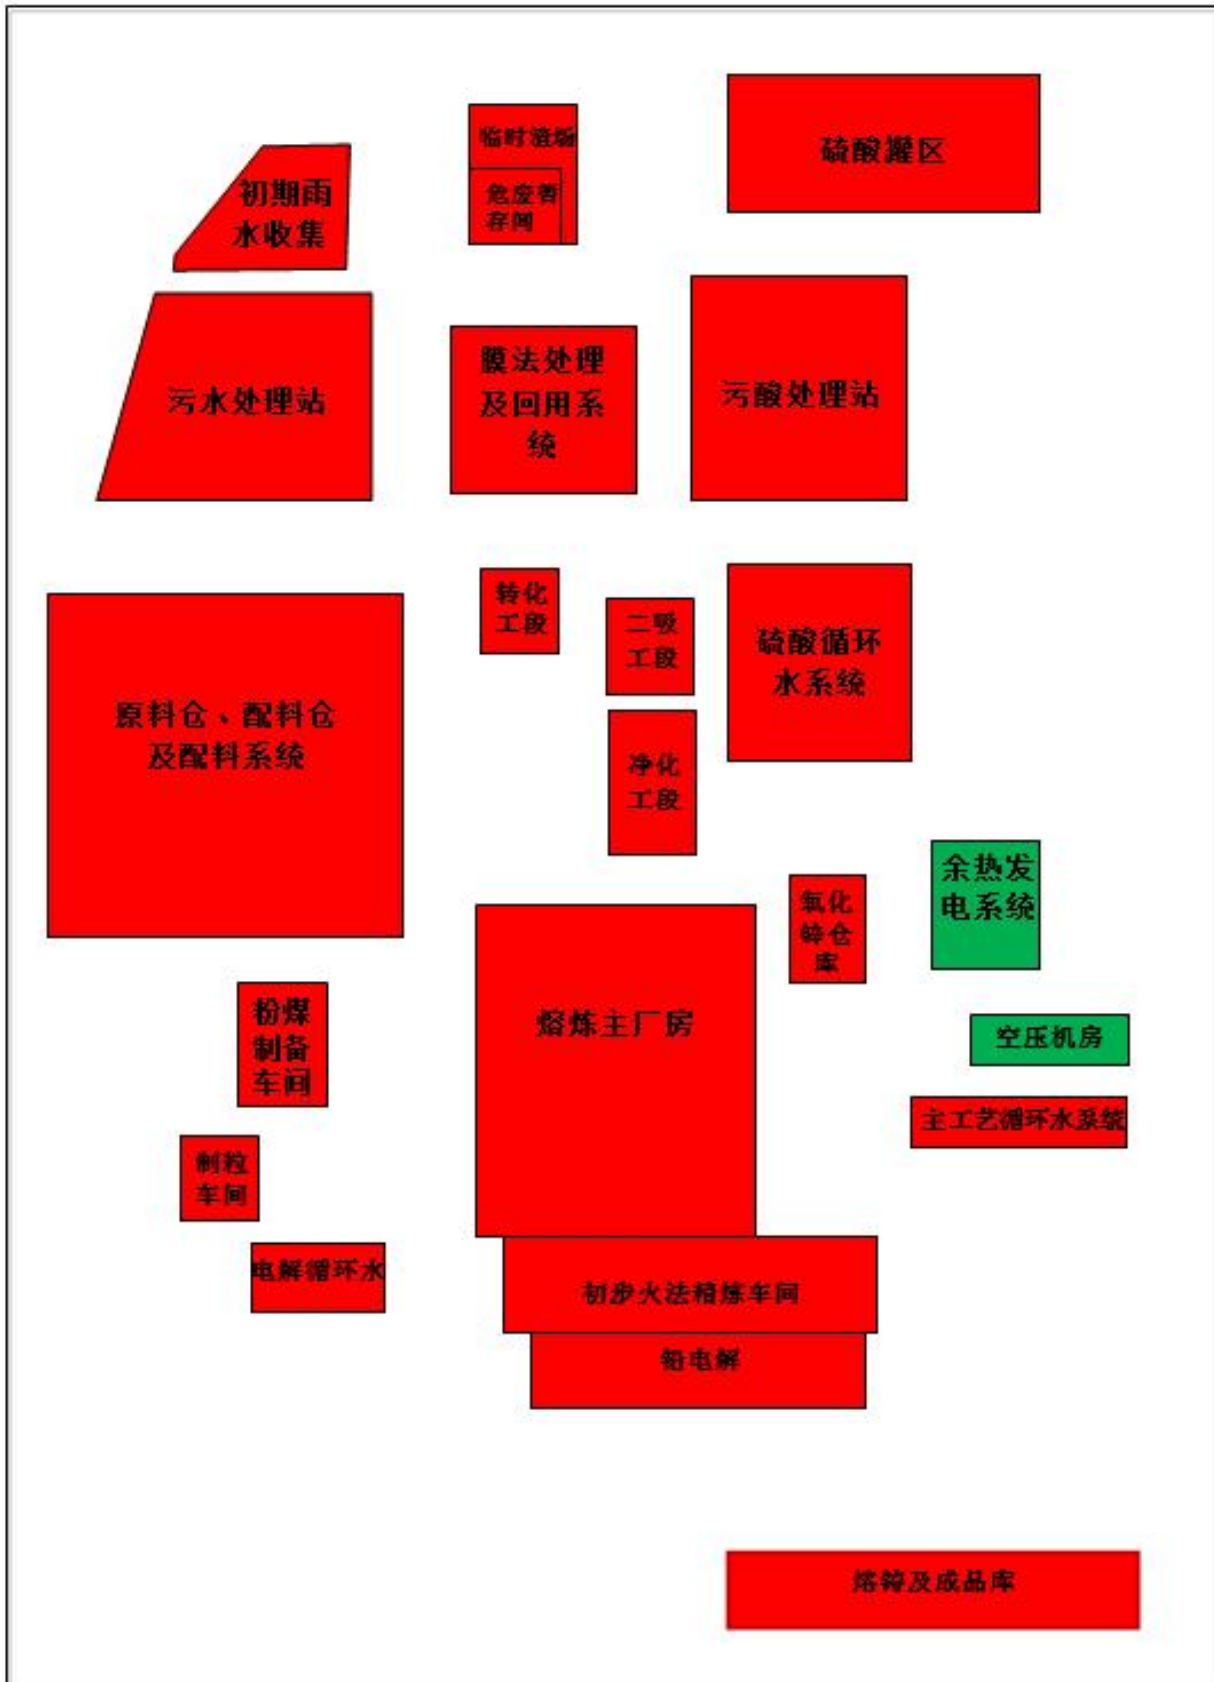 临时渣场
硫酸罐区
初期雨
水收集
危废暂
存间
污水处理站
膜法处理
及回用系
统
污酸处理站
转化
工段
二吸
工段
硫酸循环
水系统
原料仓、配料仓
及配料系统
净化
工段
余热发
电系统
氧化
锌仓
库
熔炼主厂房
粉煤
制备
车间
空压机房
主工艺循环水系统
制粒
车间
电解循环水
初步火法精炼车间
铅电解
熔铸及成品库